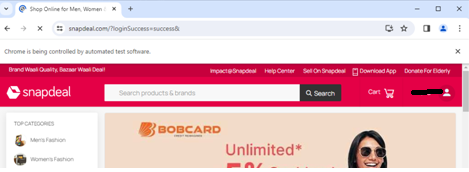 Shop Online for Men, Women &
snapdeal.com/?loginSuccess=success&
Chrome is being controlled by automated test software.
Brand Waali Quality, Bazaar Waali Deal!
Impact@Snapdeal Help Center Sell On Snapdeal Download App Donate For Elderly
snapdeal
Search products & brands
Search
Cart
TOP CATEGORIES
Men's Fashion
Women's Fashion
BOBCARD
Unlimited*
5%